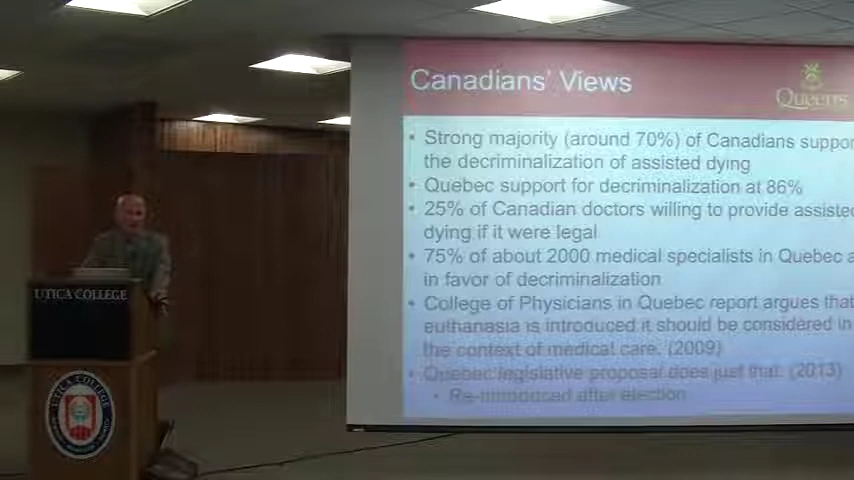 Canadians' Views
Queen's
• Strong majority (around 70%) of Canadians suppor
the decriminalization of assisted dying
• Quebec support for decriminalization at 86%
• 25% of Canadian doctors willing to provide assisted
dying if it were legal
• 75% of about 2000 medical specialists in Quebec a
in favor of decriminalization
• College of Physicians in Quebec report argues that
euthanasia is introduced it should be considered in
the context of medical care. (2009)
• Quebec legislative proposal does just that. (2013)
• Re-introduced after election
UTICA COLLEGE
UTICA COLLEGE